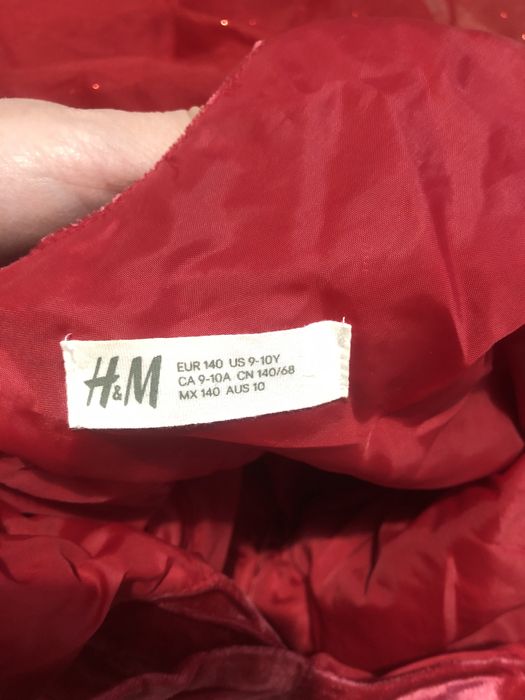 H&M
EUR 140 US 9-10Y
CA 9-10A CN 140/68
MX 140 AUS 10